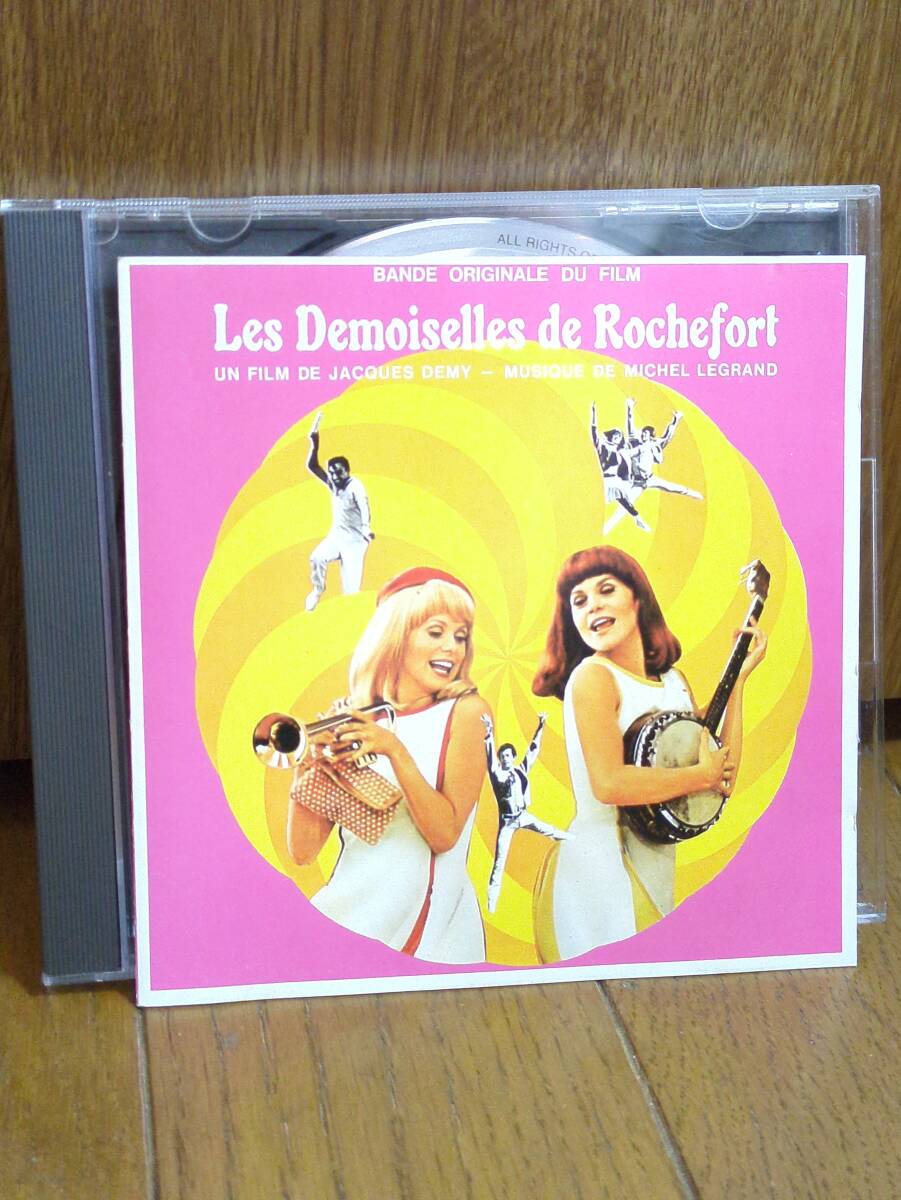 ALL RIGHTS
BANDE ORIGINALE DU FILM
Les Demoiselles de Rochefort
UN FILM DE JACQUES DEMY – MUSIQUE DE MICHEL LEGRAND